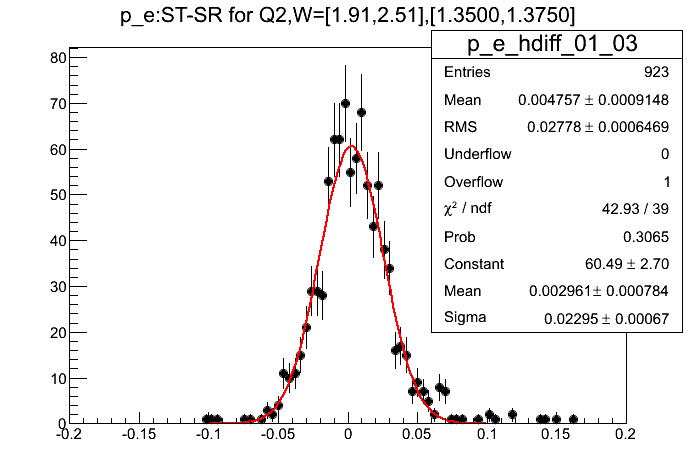 p_e:ST-SR for Q2,W=[1.91,2.51],[1.3500,1.3750]
p_e_hdiff_01_03
Entries 923
Mean 0.004757 ± 0.0009148
RMS 0.02778 ± 0.0006469
Underflow 0
Overflow 1
χ² / ndf 42.93 / 39
Prob 0.3065
Constant 60.49 ± 2.70
Mean 0.002961 ± 0.000784
Sigma 0.02295 ± 0.00067
80
70
60
50
40
30
20
10
0
-0.2 -0.15 -0.1 -0.05 0 0.05 0.1 0.15 0.2